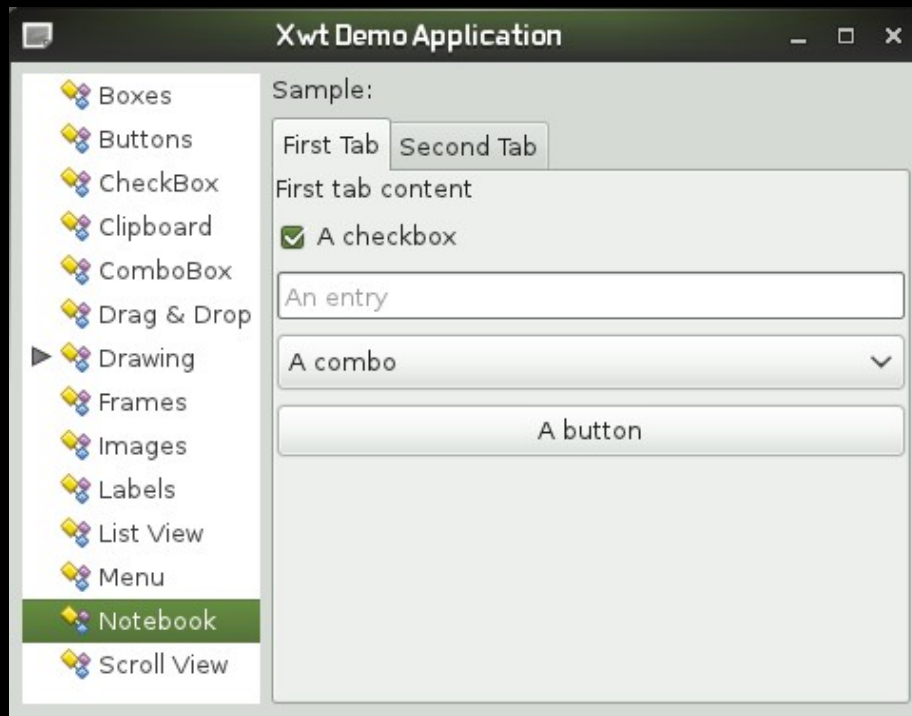 Xwt Demo Application
Boxes
Buttons
CheckBox
Clipboard
ComboBox
Drag & Drop
Drawing
Frames
Images
Labels
List View
Menu
Notebook
Scroll View
Sample:
First Tab Second Tab
First tab content
A checkbox
An entry
A combo
A button